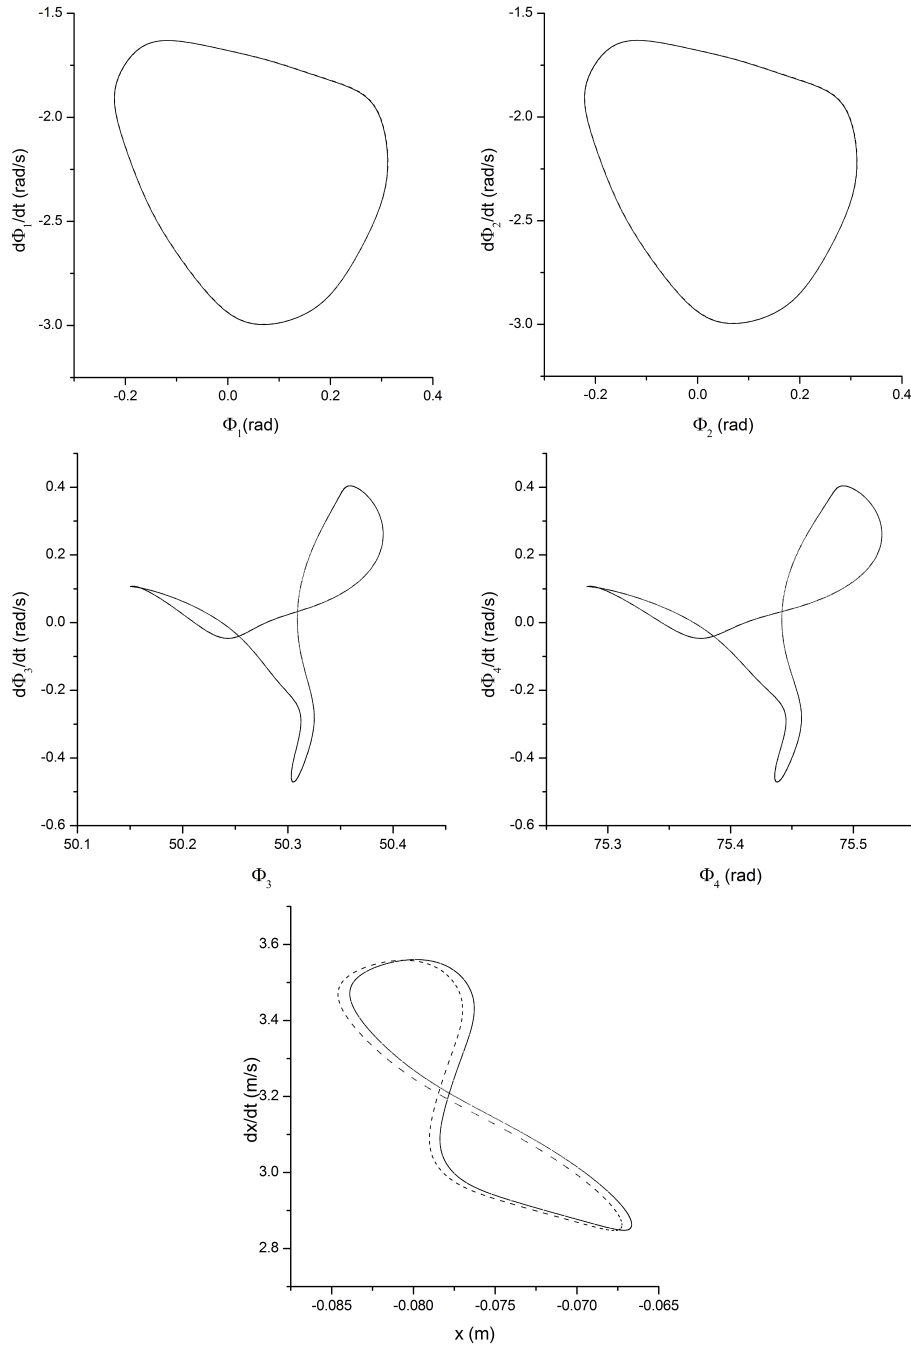 -1.5
-2.0
-2.5
-3.0
dΦ1/dt (rad/s)
-0.2 0.0 0.2 0.4
Φ1(rad)
-1.5
-2.0
-2.5
-3.0
dΦ2/dt (rad/s)
-0.2 0.0 0.2 0.4
Φ2 (rad)
0.4
0.2
0.0
-0.2
-0.4
-0.6
dΦ3/dt (rad/s)
50.1 50.2 50.3 50.4
Φ3
0.4
0.2
0.0
-0.2
-0.4
-0.6
dΦ4/dt (rad/s)
75.3 75.4 75.5
Φ4 (rad)
3.6
3.4
3.2
3.0
2.8
dx/dt (m/s)
-0.085 -0.080 -0.075 -0.070 -0.065
x (m)